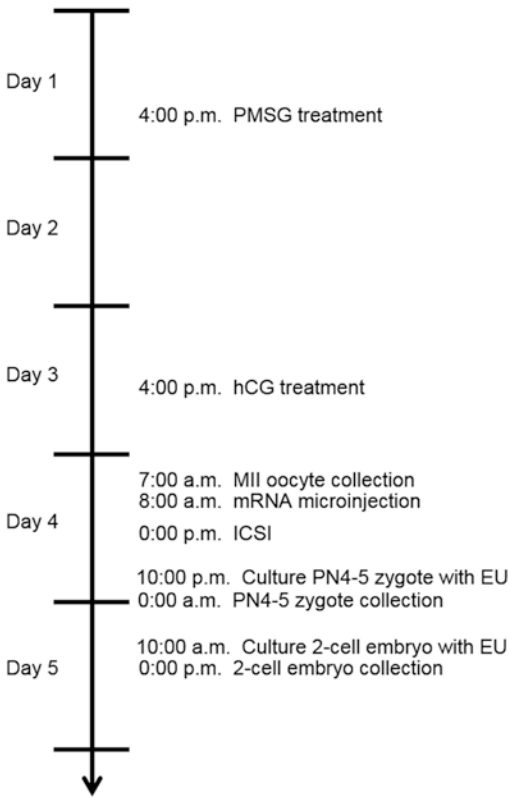 Day 1
4:00 p.m. PMSG treatment
Day 2
Day 3
4:00 p.m. hCG treatment
7:00 a.m. MII oocyte collection
8:00 a.m. mRNA microinjection
Day 4
0:00 p.m. ICSI
10:00 p.m. Culture PN4-5 zygote with EU
0:00 a.m. PN4-5 zygote collection
10:00 a.m. Culture 2-cell embryo with EU
Day 5
0:00 p.m. 2-cell embryo collection